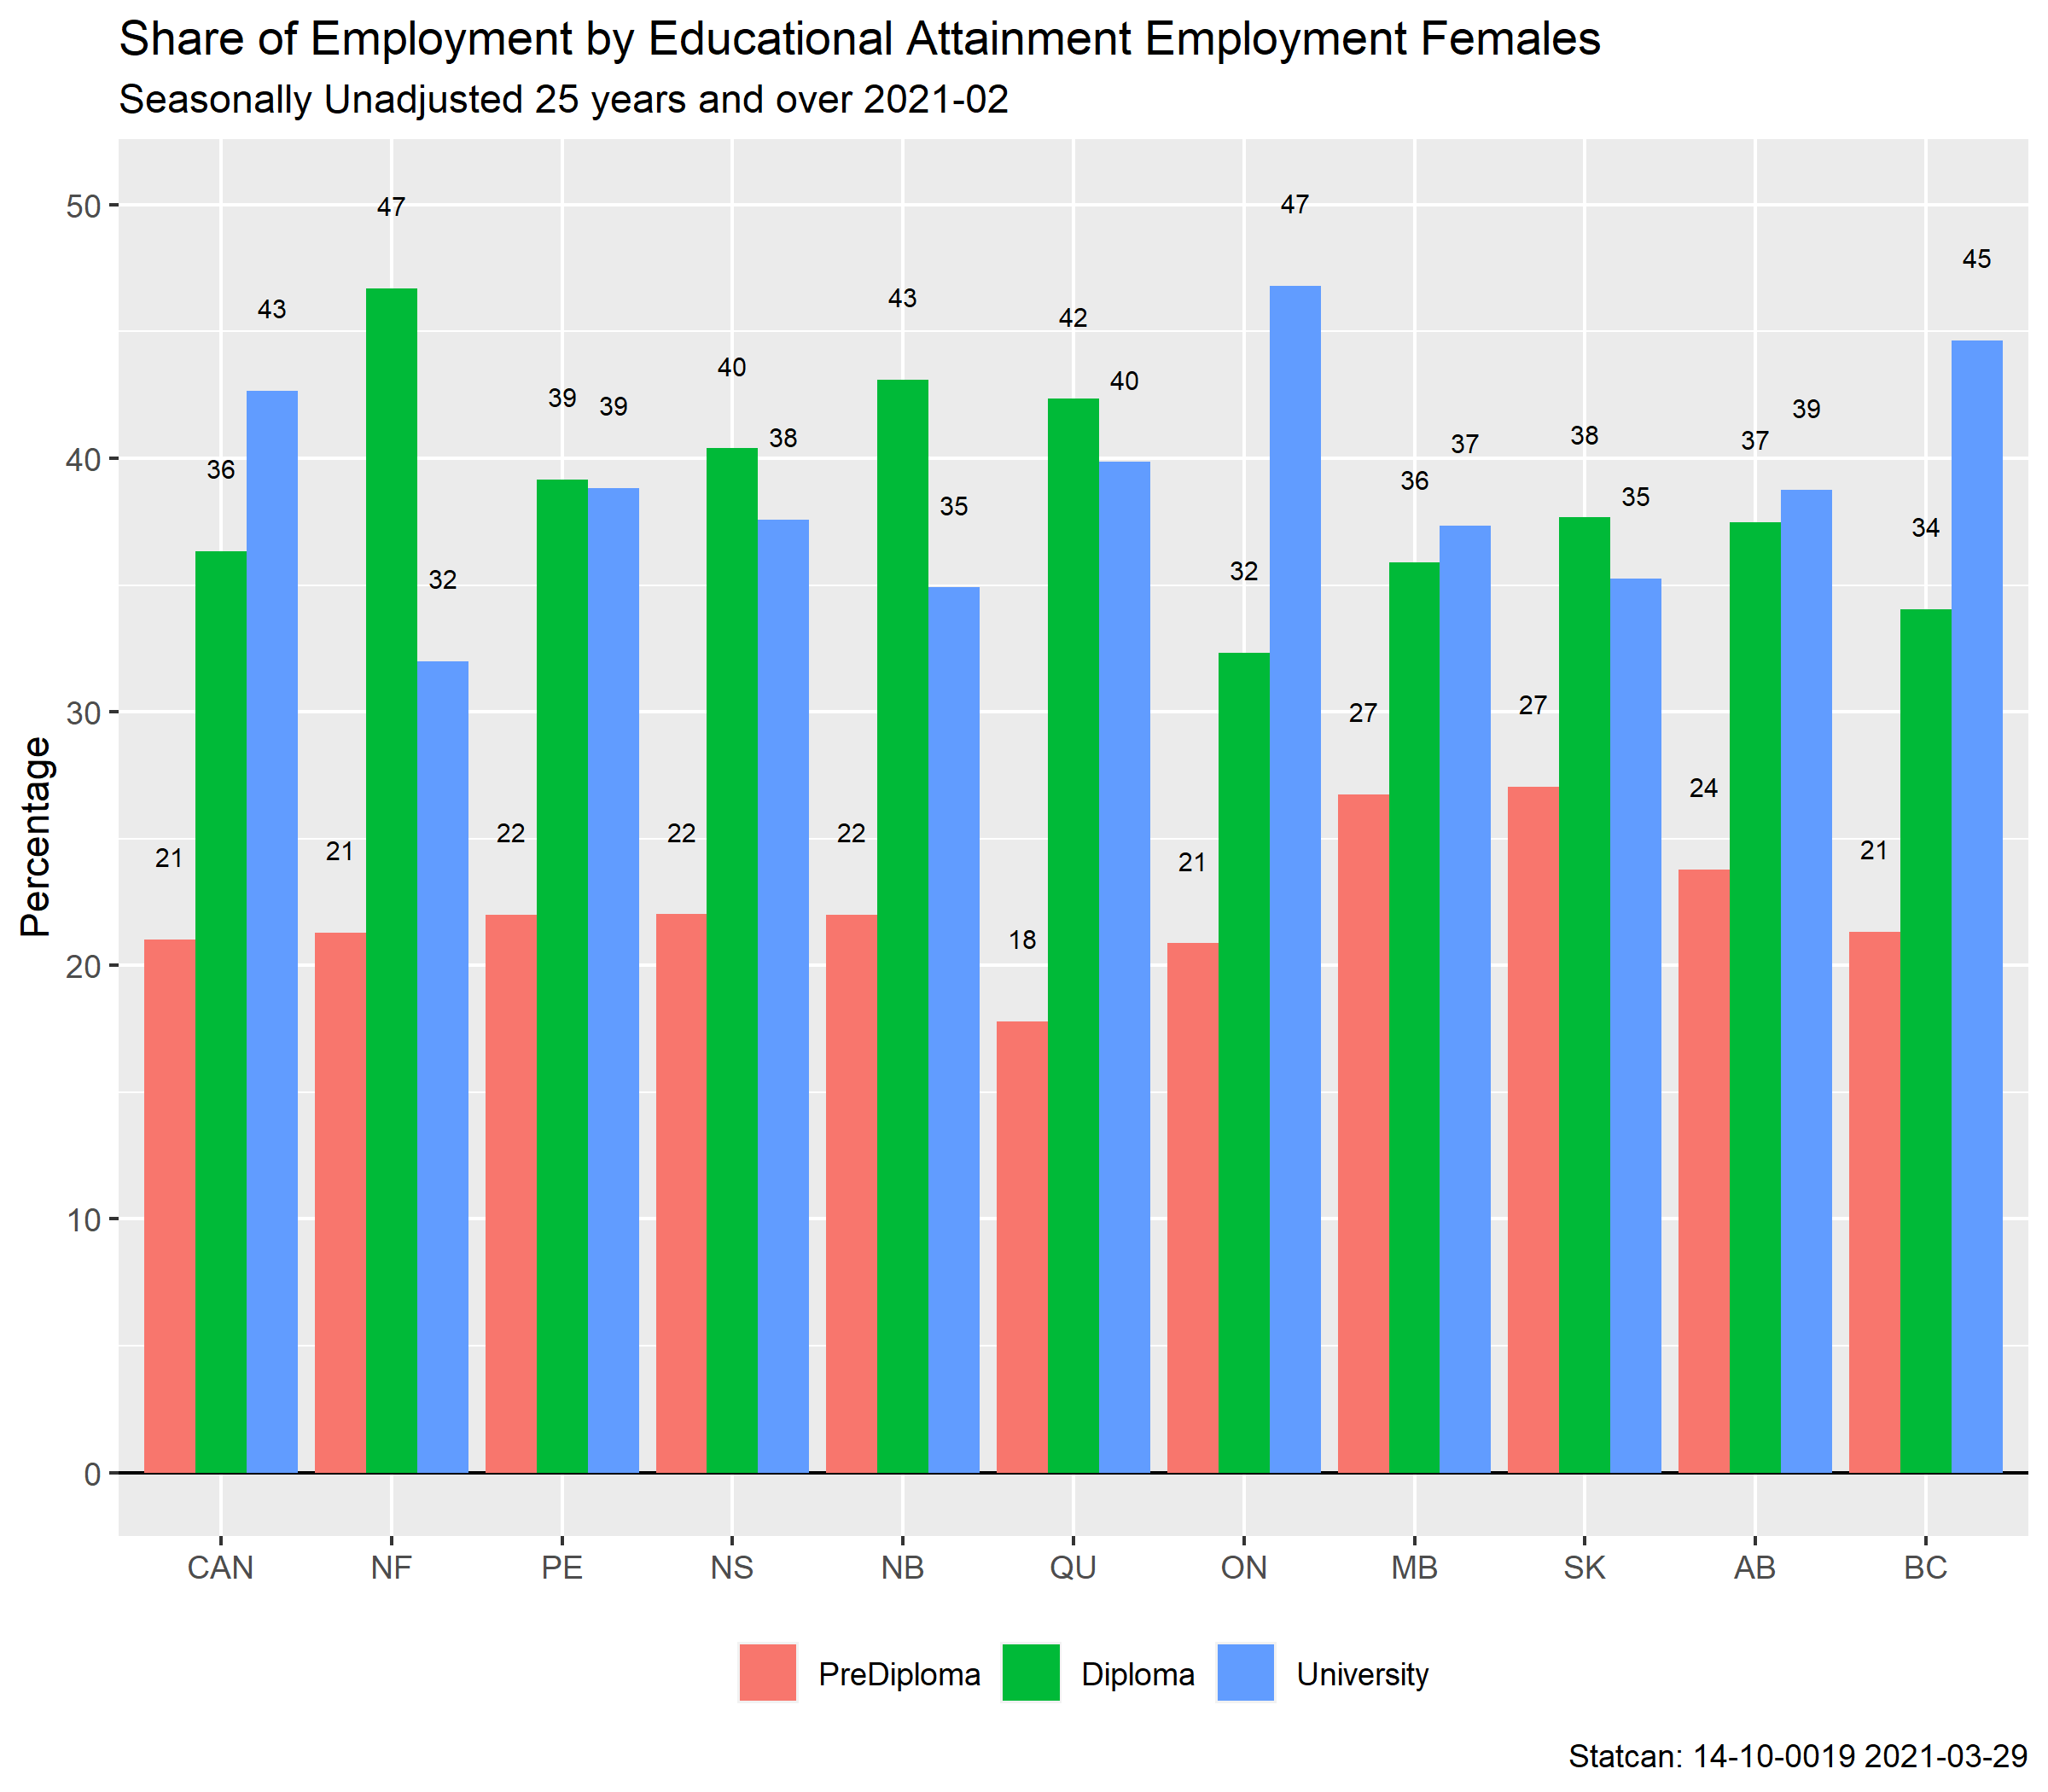 Share of Employment by Educational Attainment Employment Females
Seasonally Unadjusted 25 years and over 2021-02
Percentage
50
40
30
20
10
0
21 36 43
21 47 32
22 39 39
22 40 38
22 43 35
18 42 40
21 32 47
27 36 37
27 38 35
24 37 39
21 34 45
CAN NF PE NS NB QU ON MB SK AB BC
PreDiploma Diploma University
Statcan: 14-10-0019 2021-03-29